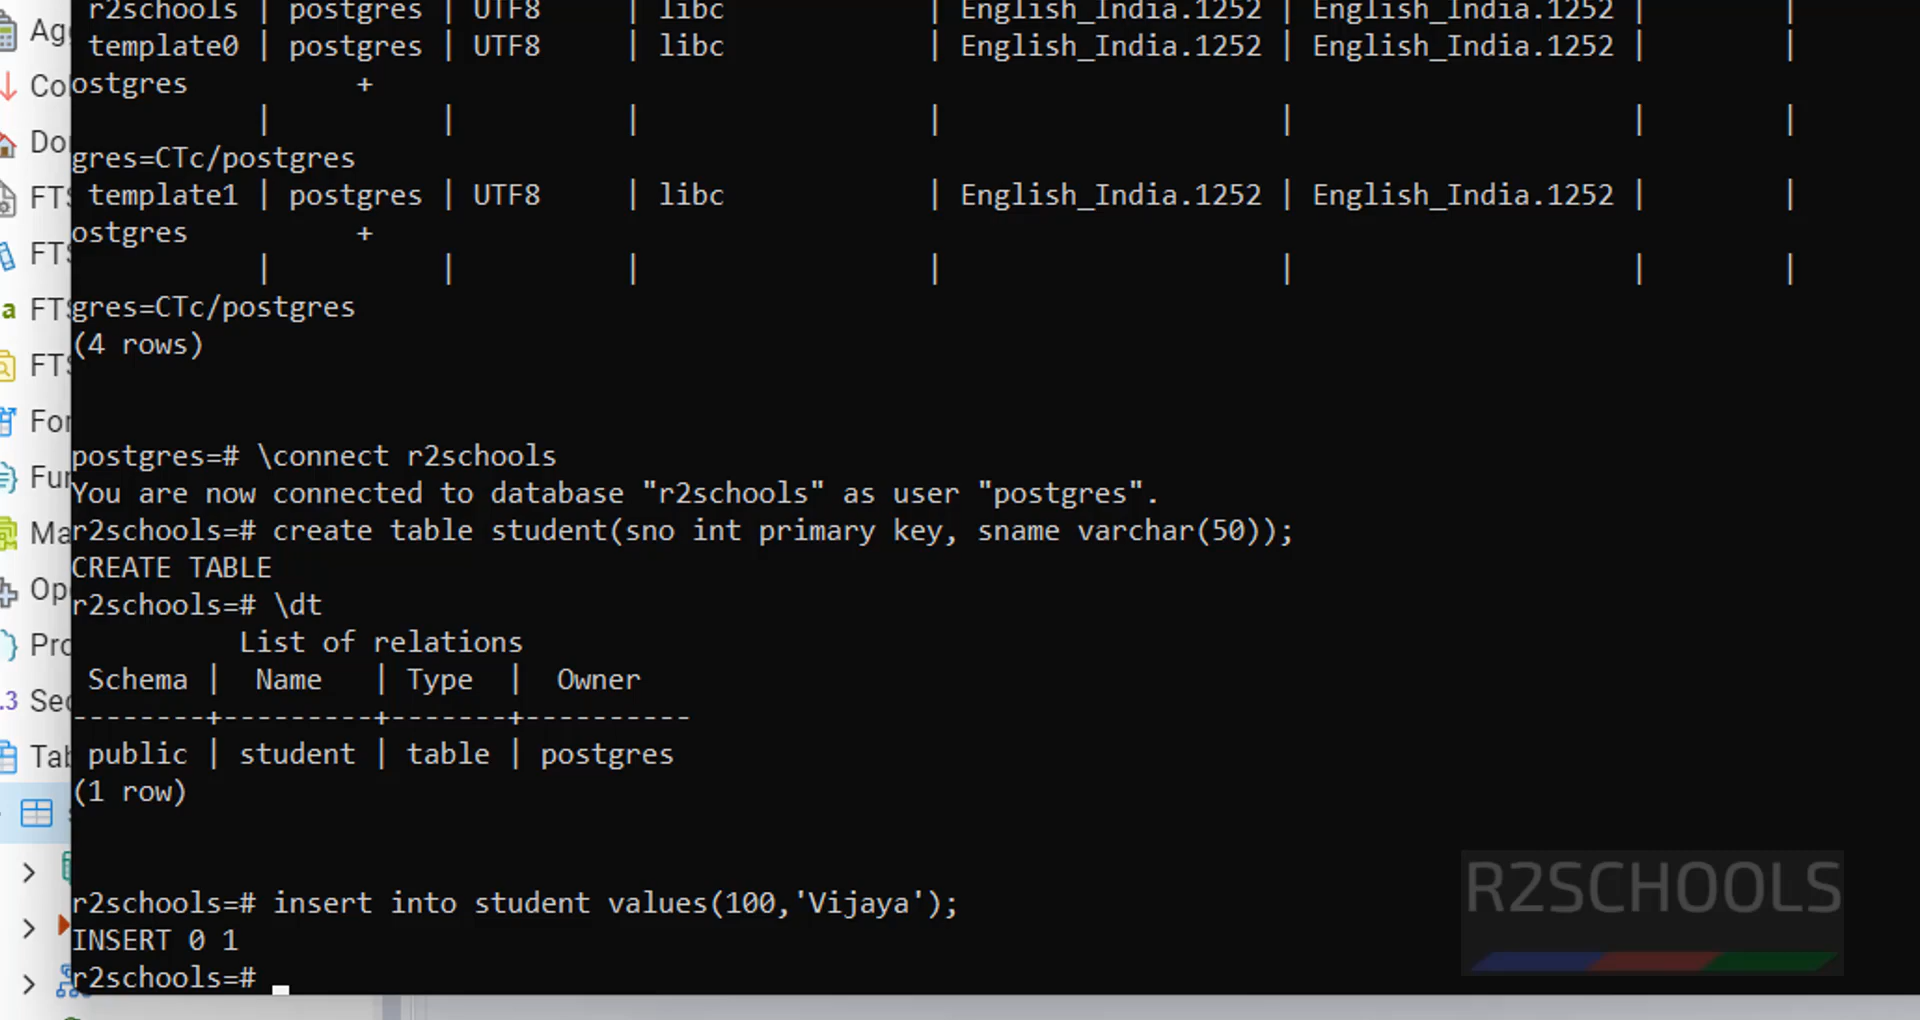 r2schools | postgres | UTF8 | libc | English_India.1252 | English_India.1252 | |
template0 | postgres | UTF8 | libc | English_India.1252 | English_India.1252 | |
ostgres +
| | | | | | |
gres=CTc/postgres
template1 | postgres | UTF8 | libc | English_India.1252 | English_India.1252 | |
ostgres +
| | | | | | |
gres=CTc/postgres
(4 rows)
postgres=# \connect r2schools
You are now connected to database "r2schools" as user "postgres".
r2schools=# create table student(sno int primary key, sname varchar(50));
CREATE TABLE
r2schools=# \dt
List of relations
Schema | Name | Type | Owner
--------+---------+-------+----------
public | student | table | postgres
(1 row)
r2schools=# insert into student values(100,'Vijaya');
INSERT 0 1
r2schools=#
R2SCHOOLS